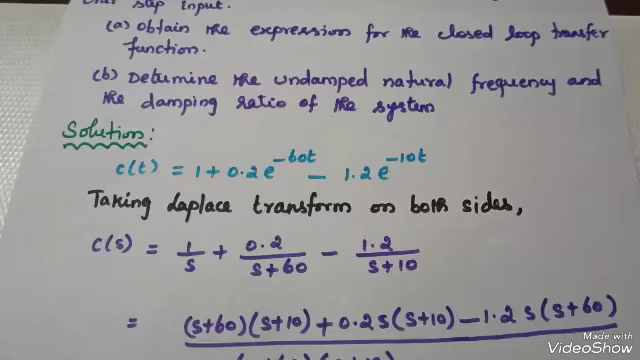 Unit step input.
(a) Obtain the expression for the closed loop transfer
function.
(b) Determine the undamped natural frequency and
the damping ratio of the system
Solution:
c(t) = 1 + 0.2e^-60t - 1.2e^-10t
Taking Laplace transform on both sides,
C(s) = 1/s + 0.2/(s+60) - 1.2/(s+10)
= (s+60)(s+10) + 0.2s(s+10) - 1.2s(s+60)
Made with
VideoShow